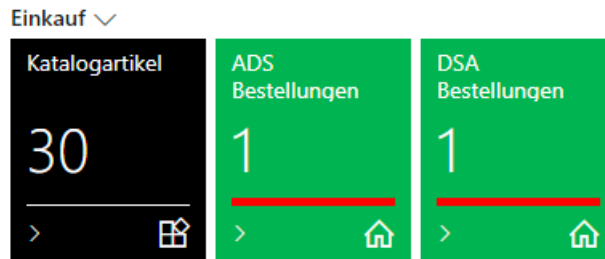 Einkauf
Katalogartikel
30
ADS
Bestellungen
1
DSA
Bestellungen
1